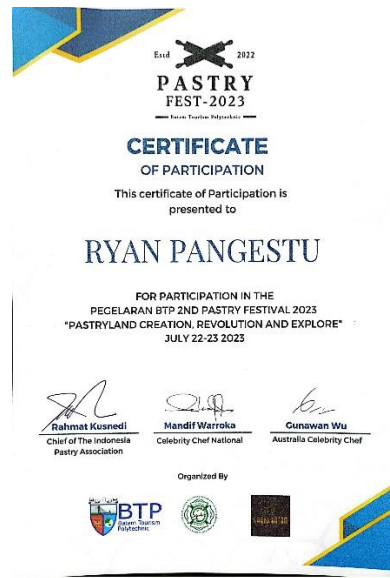 Estd 2022
PASTRY
FEST-2023
Batam Tourism Polytechnic
CERTIFICATE
OF PARTICIPATION
This certificate of Participation is
presented to
RYAN PANGESTU
FOR PARTICIPATION IN THE
PEGELARAN BTP 2ND PASTRY FESTIVAL 2023
"PASTRYLAND CREATION, REVOLUTION AND EXPLORE"
JULY 22-23 2023
Rahmat Kusnedi Mandif Warroka Gunawan Wu
Chief of The Indonesia Celebrity Chef National Australia Celebrity Chef
Pastry Association
Organized By
BTP
Batam Tourism
Polytechnic